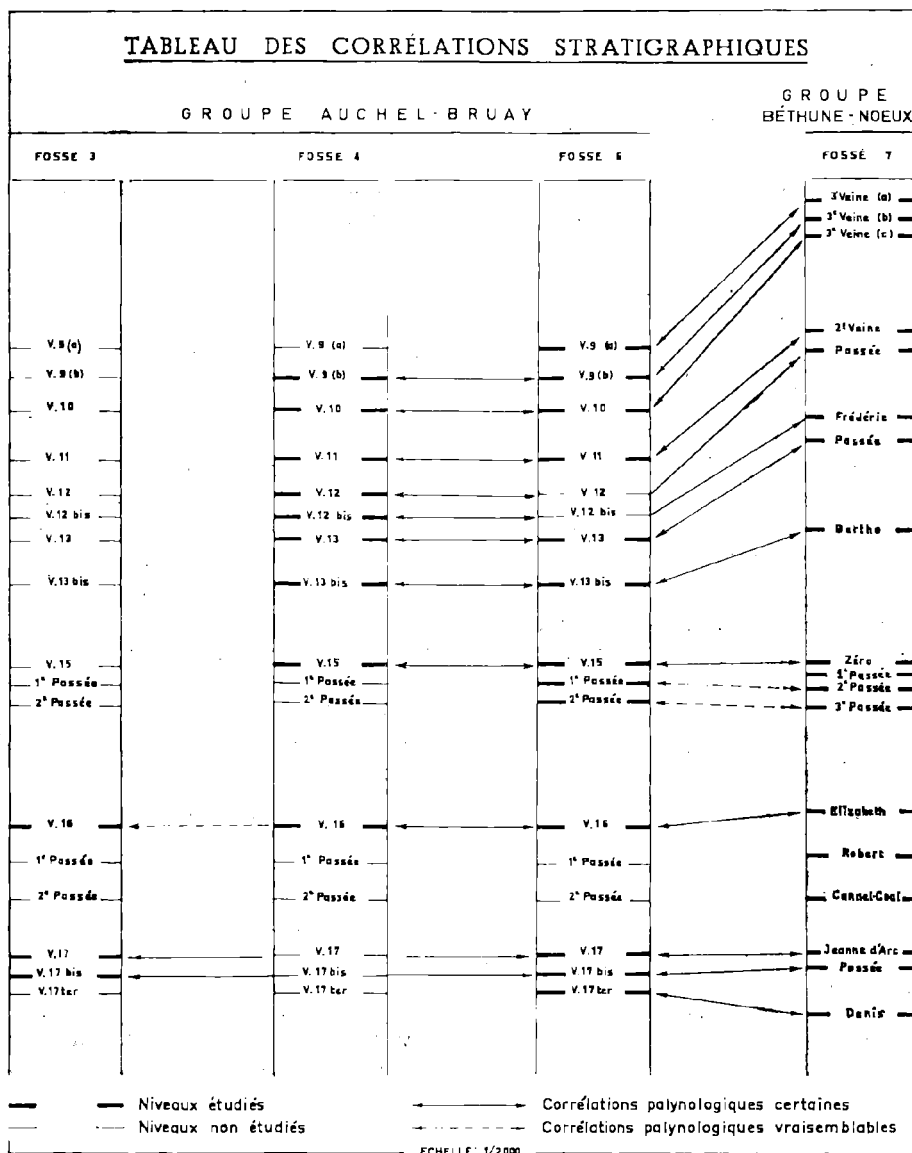 TABLEAU DES CORRÉLATIONS STRATIGRAPHIQUES
GROUPE AUCHEL-BRUAY
GROUPE
BÉTHUNE-NOEUX
FOSSE 3 FOSSE 4 FOSSE 6 FOSSÉ 7
3e Veine (a)
3e Veine (b)
3e Veine (c)
2e Veine
V.9 (a) V.9 (a) V.9 (a) Passée
V.9 (b) V.9 (b) V.9 (b)
V.10 V.10 V.10 Frédéric
Passée
V.11 V.11 V.11
V.12 V.12 V.12
V.12 bis V.12 bis V.12 bis
V.13 V.13 V.13 Barthe
V.13 bis V.13 bis V.13 bis
V.15 V.15 V.15 Zéro
1e Passée 1e Passée 1e Passée 1e Passée
2e Passée
2e Passée 2e Passée 2e Passée 3e Passée
Elizabeth
V.16 V.16 V.16
1e Passée 1e Passée 1e Passée Robert
2e Passée 2e Passée 2e Passée Cannel-Coal
V.17 V.17 V.17 Jeanne d'Arc
V.17 bis V.17 bis V.17 bis Passée
V.17 ter V.17 ter V.17 ter
Denis
Niveaux étudiés Corrélations palynologiques certaines
Niveaux non étudiés Corrélations palynologiques vraisemblables
ECHELLE: 1/2000